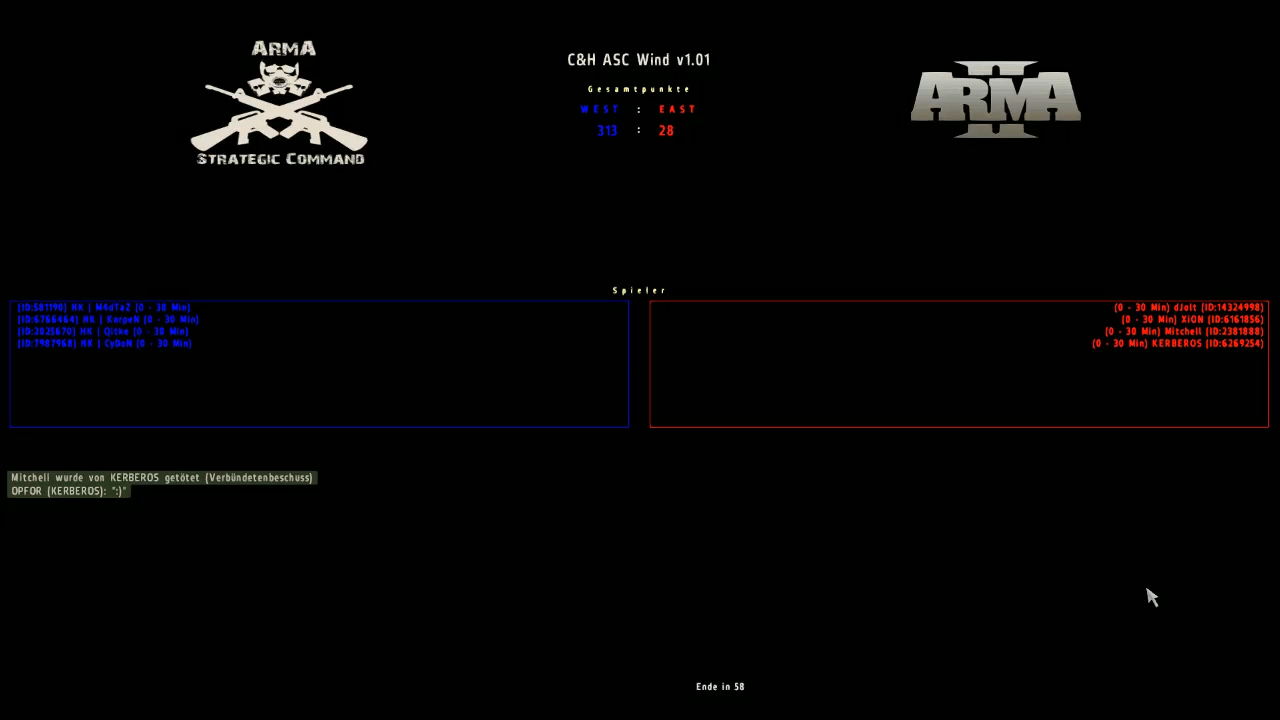 ARMA
STRATEGIC COMMAND
C&H ASC Wind v1.01
Gesamtpunkte
WEST : EAST
313 : 28
ARMA II
Spieler
(ID:581190) HK | M4dTaZ (0 - 30 Min)
(ID:6766464) HK | KarpeN (0 - 30 Min)
(ID:2025670) HK | Qitke (0 - 30 Min)
(ID:7987968) HK | CyDoN (0 - 30 Min)
(0 - 30 Min) dJolt (ID:14324998)
(0 - 30 Min) XiON (ID:6161856)
(0 - 30 Min) Mitchell (ID:2381888)
(0 - 30 Min) KERBEROS (ID:6269254)
Mitchell wurde von KERBEROS getötet (Verbündetenbeschuss)
OPFOR (KERBEROS): ":)"
Ende in 58